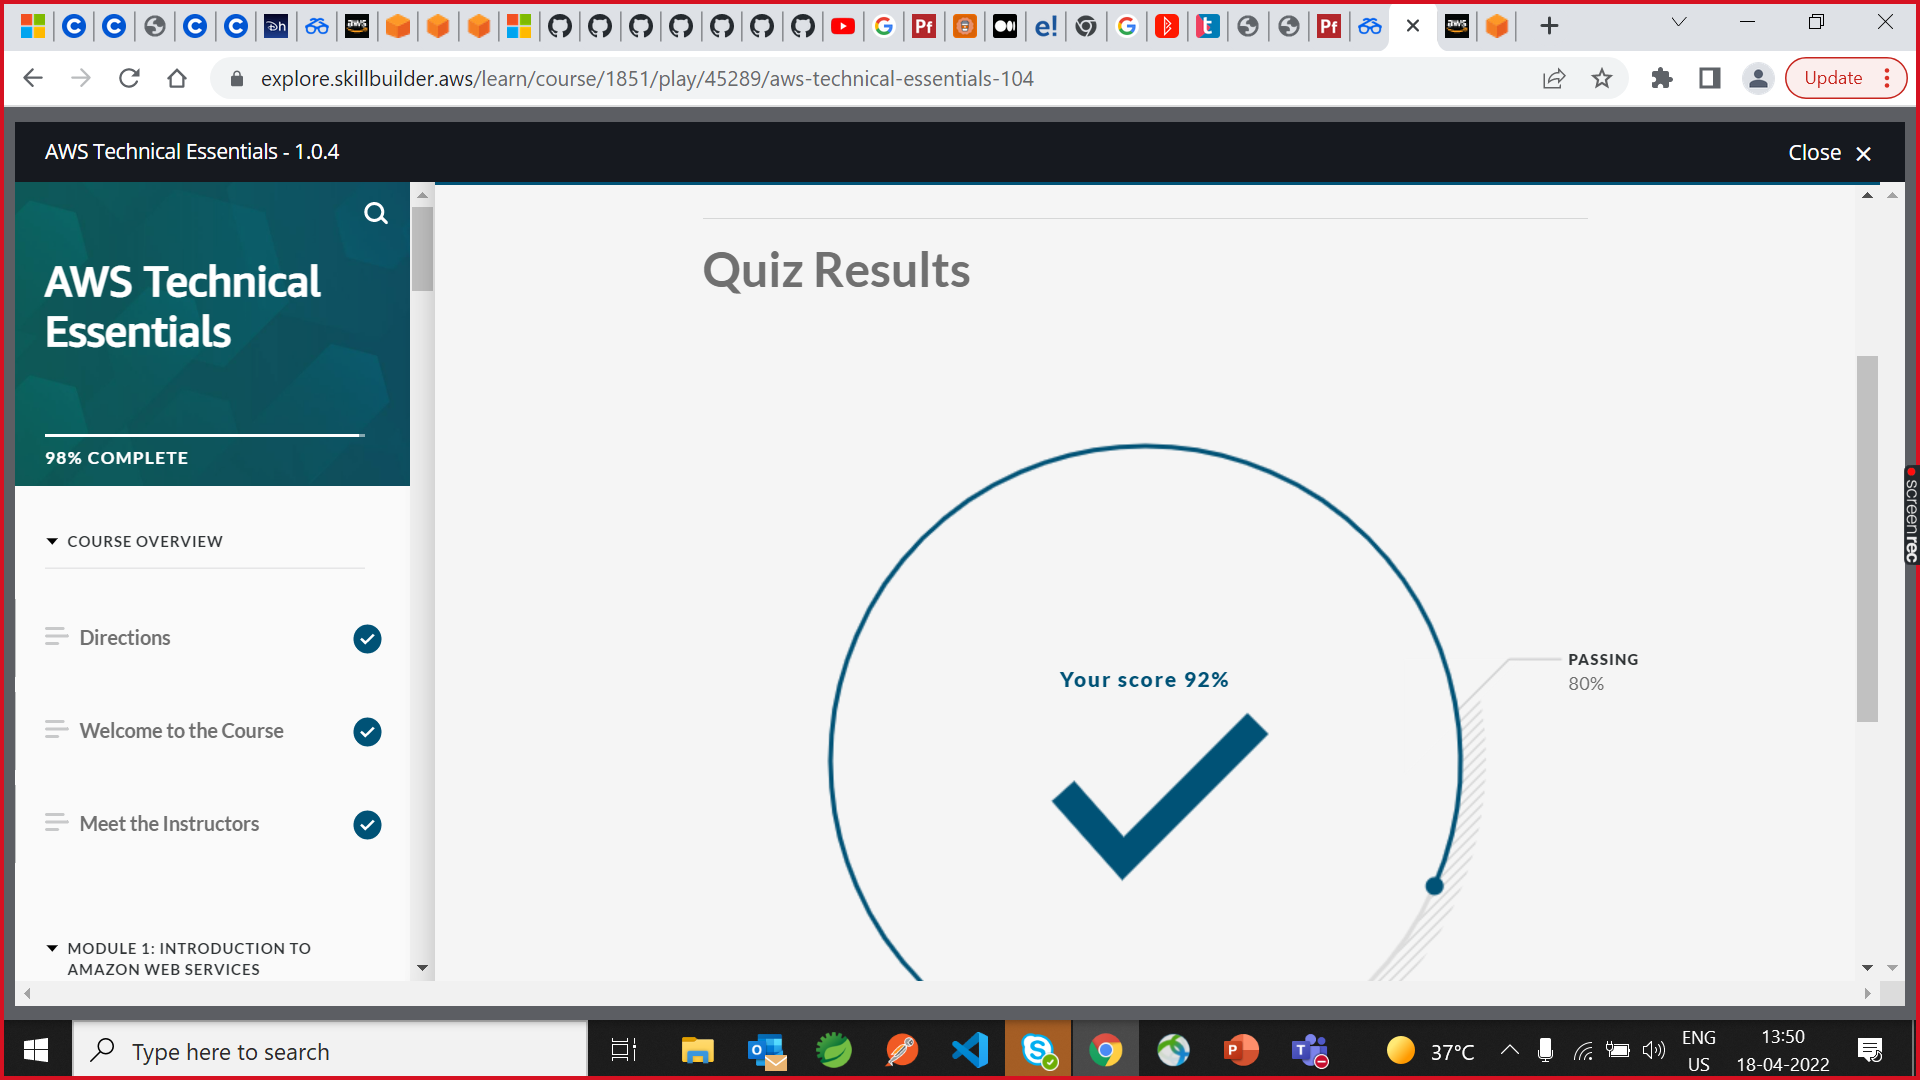 explore.skillbuilder.aws/learn/course/1851/play/45289/aws-technical-essentials-104
Update
AWS Technical Essentials - 1.0.4
Close
AWS Technical
Essentials
98% COMPLETE
COURSE OVERVIEW
Directions
Welcome to the Course
Meet the Instructors
MODULE 1: INTRODUCTION TO
AMAZON WEB SERVICES
Quiz Results
Your score 92%
PASSING
80%
screenrec
Type here to search
37°C
ENG
US
13:50
18-04-2022